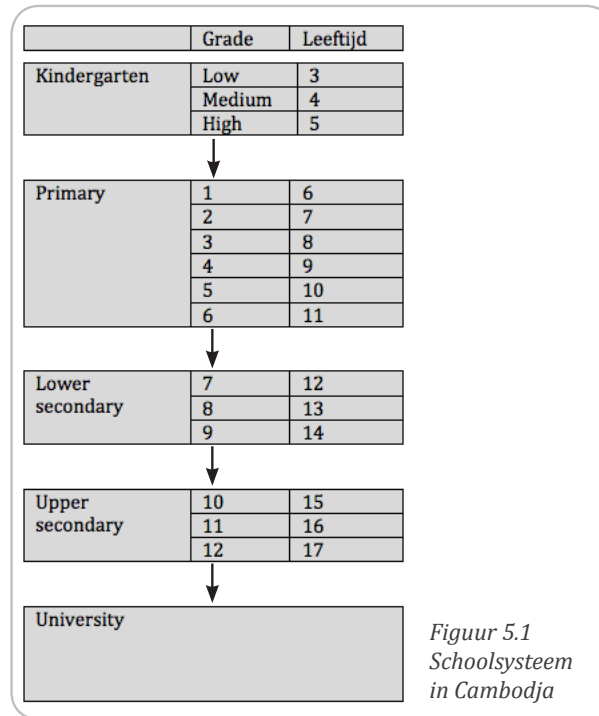 Grade Leeftijd
Kindergarten Low 3
Medium 4
High 5
Primary 1 6
2 7
3 8
4 9
5 10
6 11
Lower secondary 7 12
8 13
9 14
Upper secondary 10 15
11 16
12 17
University
Figuur 5.1
Schoolsysteem
in Cambodja